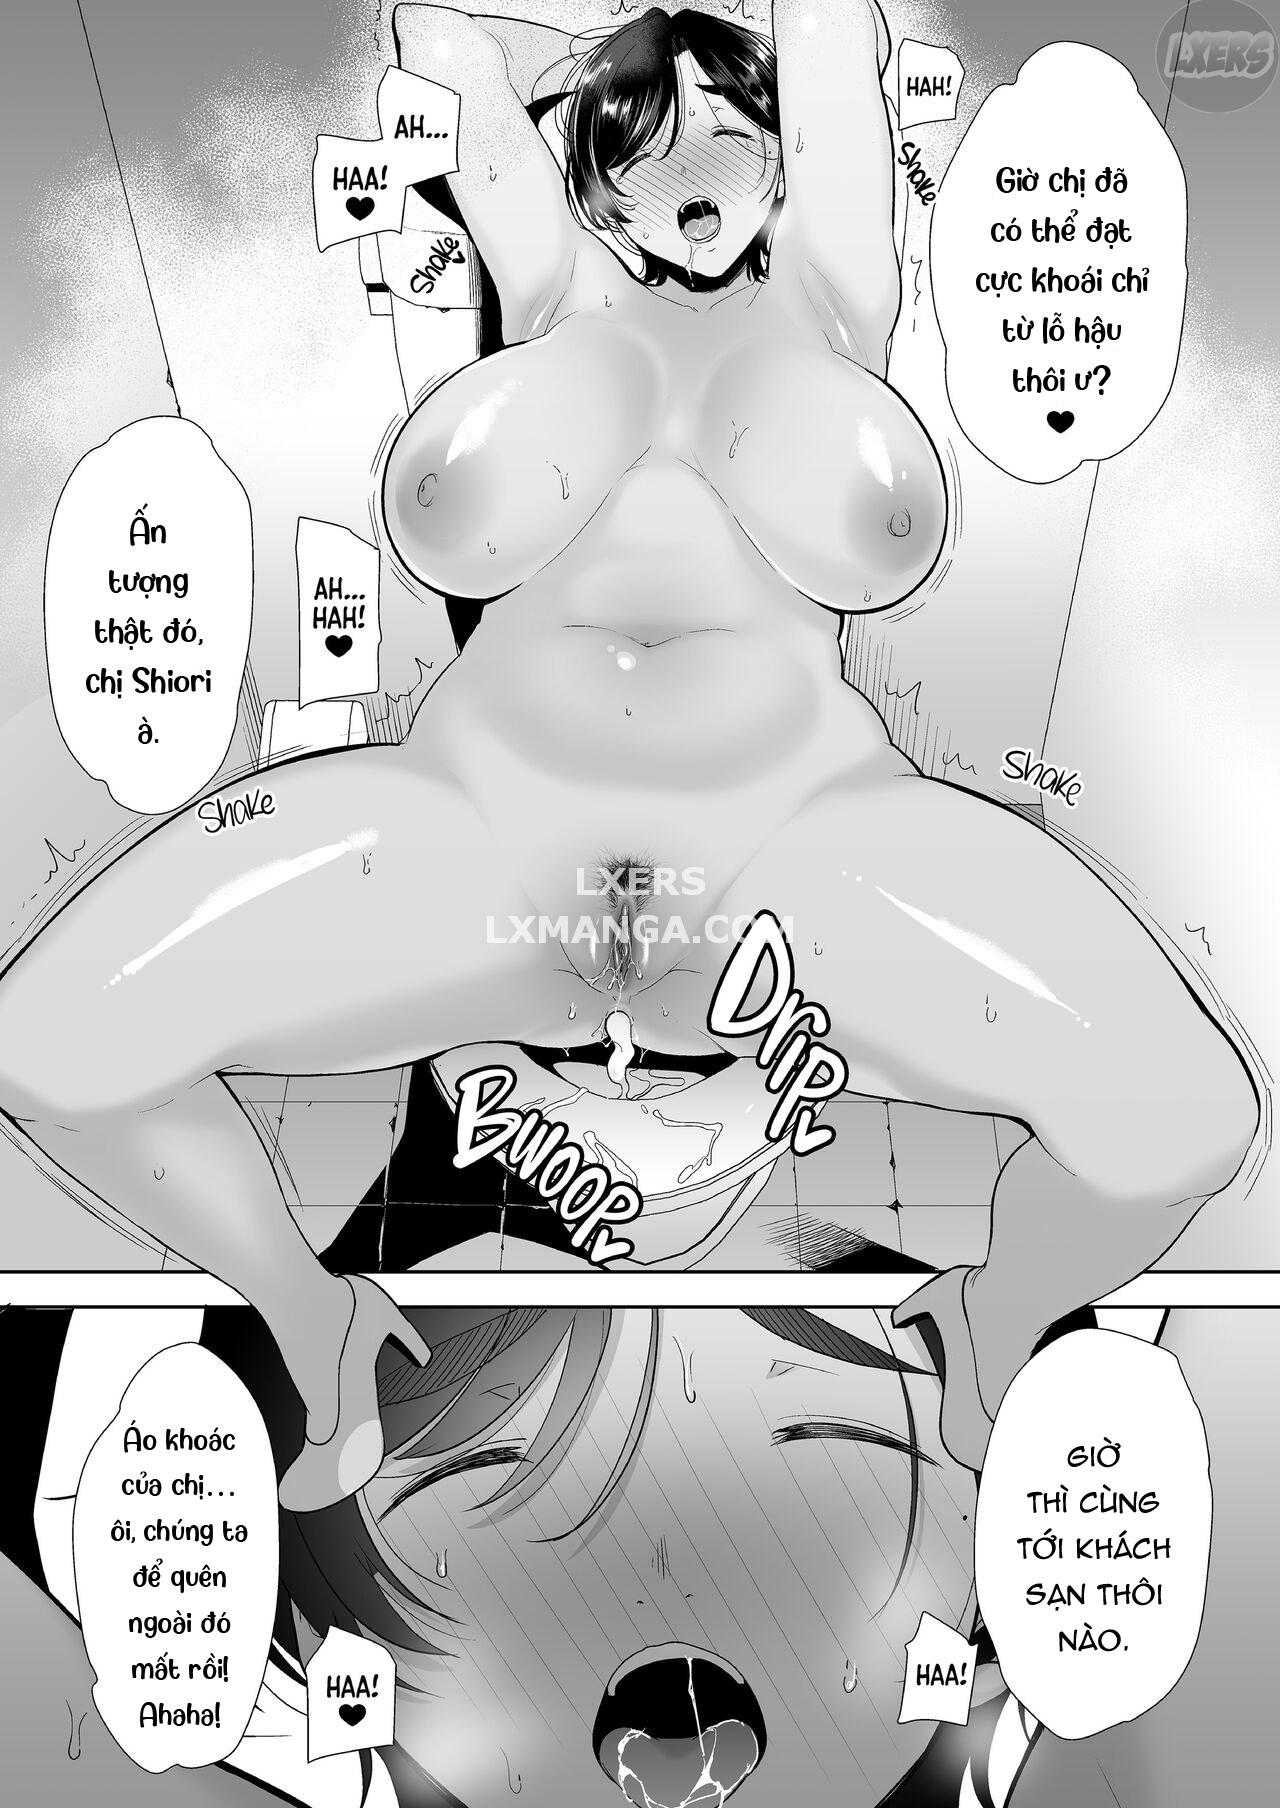 LXERS
HAH!
AH...
HAA!
Shake
Shake
Giờ chị đã
có thể đạt
cực khoái chỉ
từ lỗ hậu
thôi ư?
Ấn
tượng
thật đó,
chị Shiori
à.
AH...
HAH!
Shake
Shake
LXERS
LXMANGA.COM
Drip
BWOOP
GIỜ
THÌ CÙNG
TỚI KHÁCH
SẠN THÔI
NÀO.
Áo khoác
của chị...
ôi, chúng ta
để quên
ngoài đó
mất rồi!
Ahaha!
HAA!
HAA!